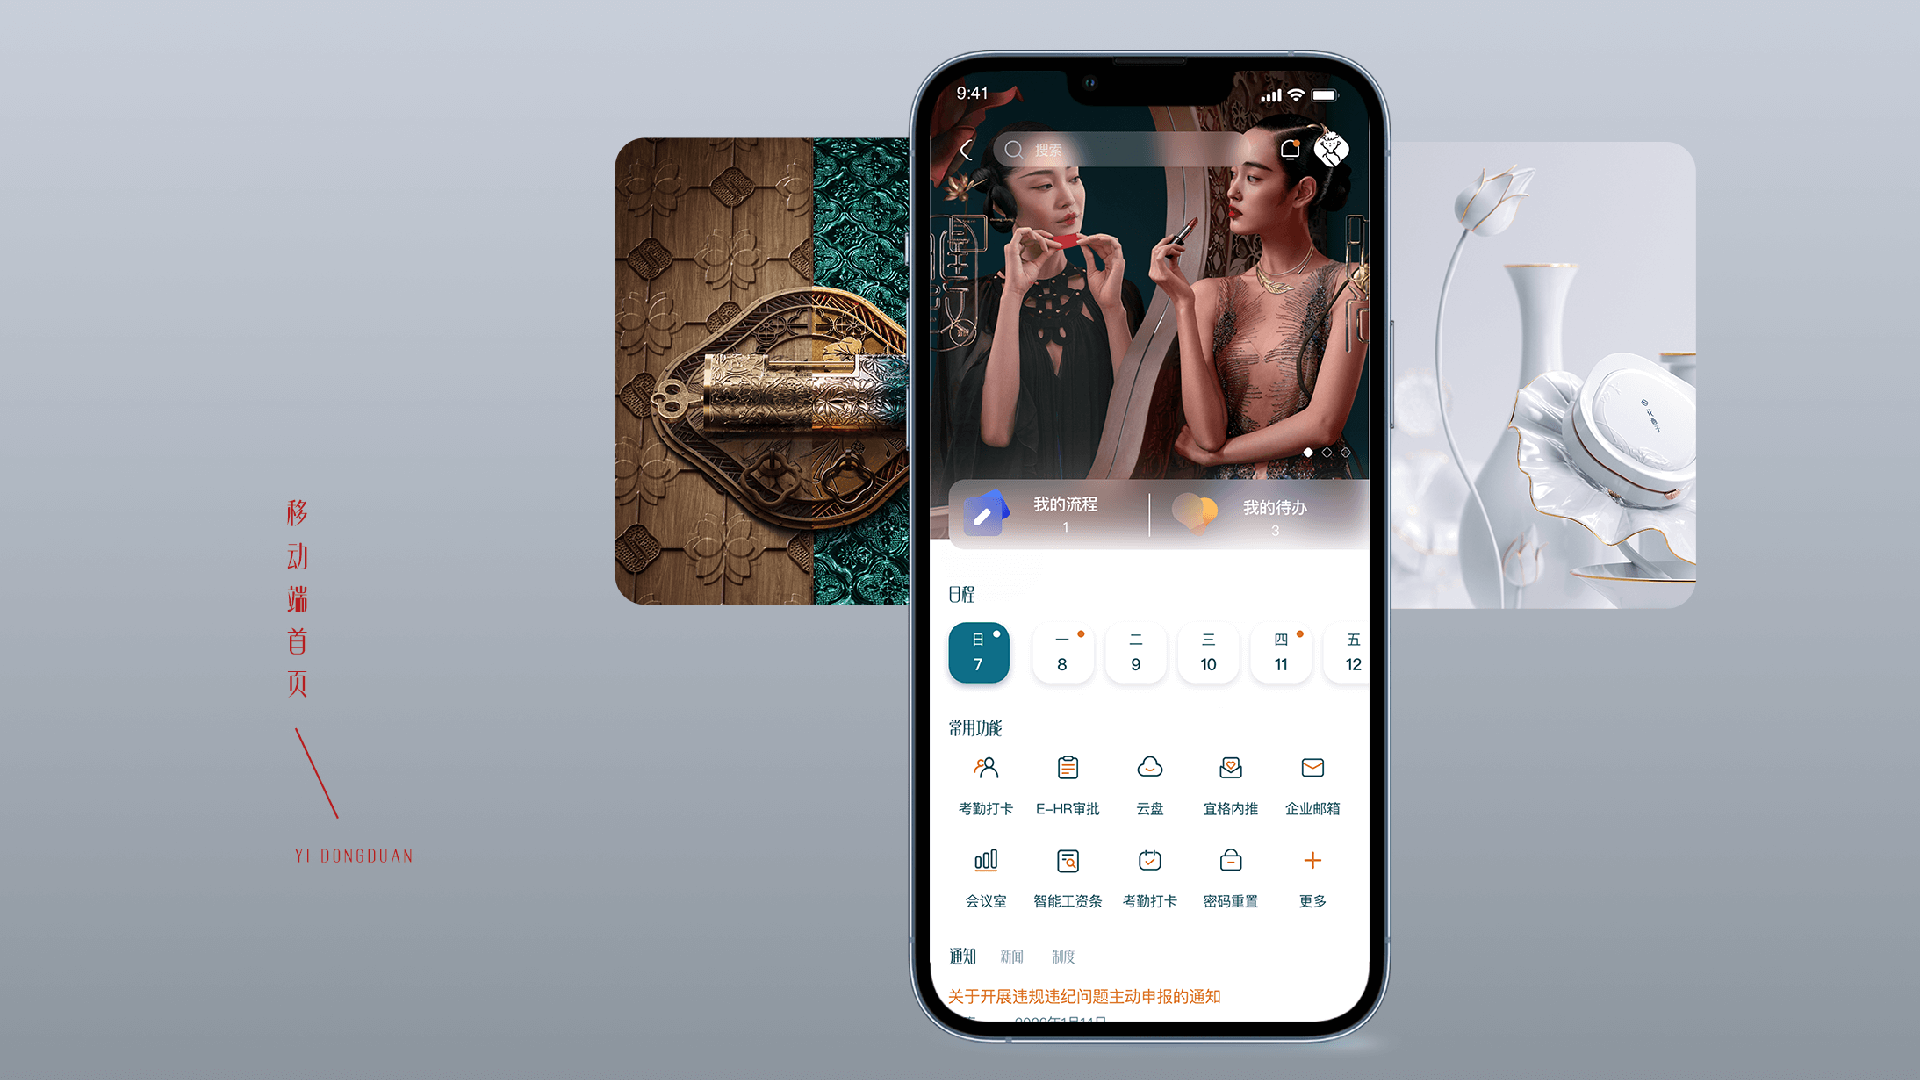 移动端首页
YI DONGDUAN
9:41
搜索
我的流程
1
我的待办
3
日程
日 一 二 三 四 五
7 8 9 10 11 12
常用功能
考勤打卡 E-HR审批 云盘 宜格内推 企业邮箱
会议室 智能工资条 考勤打卡 密码重置 更多
通知 新闻 制度
关于开展违规违纪问题主动申报的通知